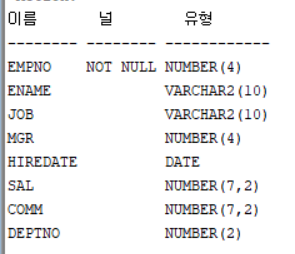 이름       널        유형
-------- -------- ------------
EMPNO    NOT NULL NUMBER(4)
ENAME             VARCHAR2(10)
JOB               VARCHAR2(10)
MGR               NUMBER(4)
HIREDATE          DATE
SAL               NUMBER(7,2)
COMM              NUMBER(7,2)
DEPTNO            NUMBER(2)